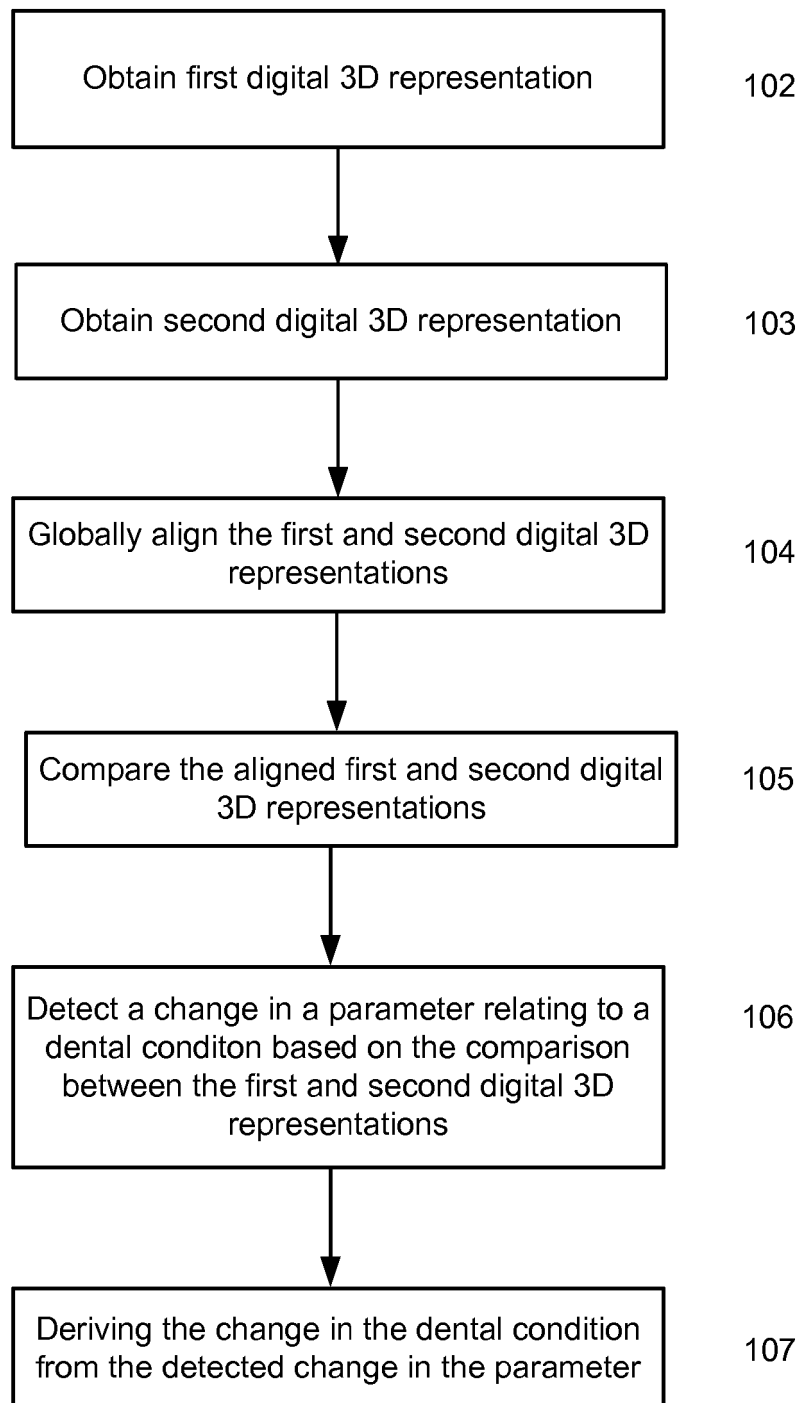 Obtain first digital 3D representation
102
Obtain second digital 3D representation
103
Globally align the first and second digital 3D
representations
104
Compare the aligned first and second digital
3D representations
105
Detect a change in a parameter relating to a
dental conditon based on the comparison
between the first and second digital 3D
representations
106
Deriving the change in the dental condition
from the detected change in the parameter
107